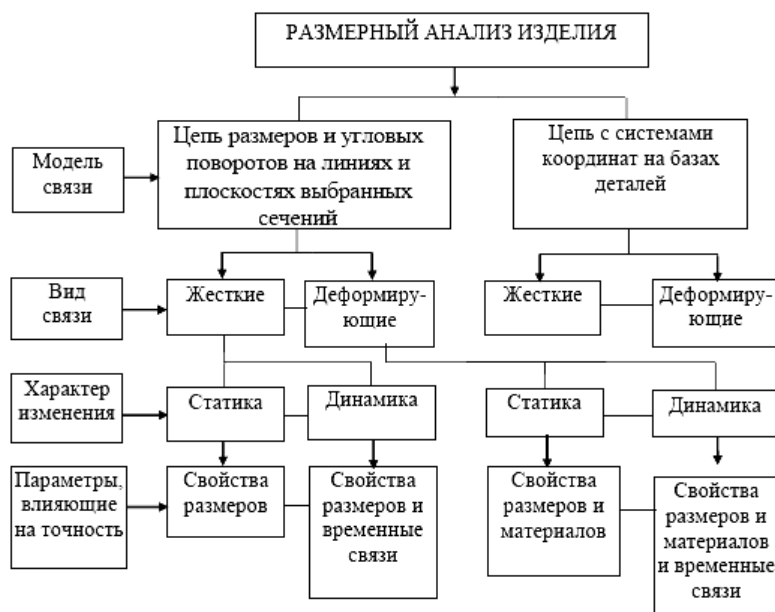 РАЗМЕРНЫЙ АНАЛИЗ ИЗДЕЛИЯ
Модель
связи
Цепь размеров и угловых
поворотов на линиях и
плоскостях выбранных
сечений
Цепь с системами
координат на базах
деталей
Вид
связи
Жесткие
Деформиру-
ющие
Жесткие
Деформиру-
ющие
Характер
изменения
Статика
Динамика
Статика
Динамика
Параметры,
влияющие
на точность
Свойства
размеров
Свойства
размеров и
временные
связи
Свойства
размеров и
материалов
Свойства
размеров и
материалов
и временные
связи